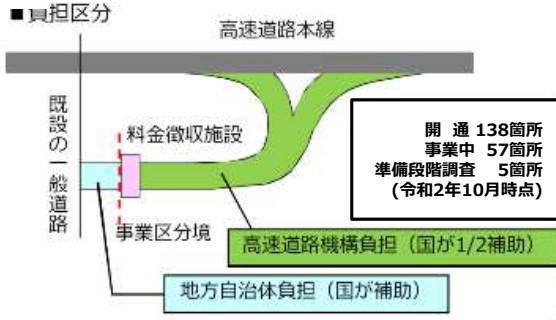 ■負担区分
高速道路本線
既設の一般道路
料金徴収施設
開 通 138箇所
事業中 57箇所
準備段階調査 5箇所
(令和2年10月時点)
事業区分境
高速道路機構負担（国が1/2補助）
地方自治体負担（国が補助）